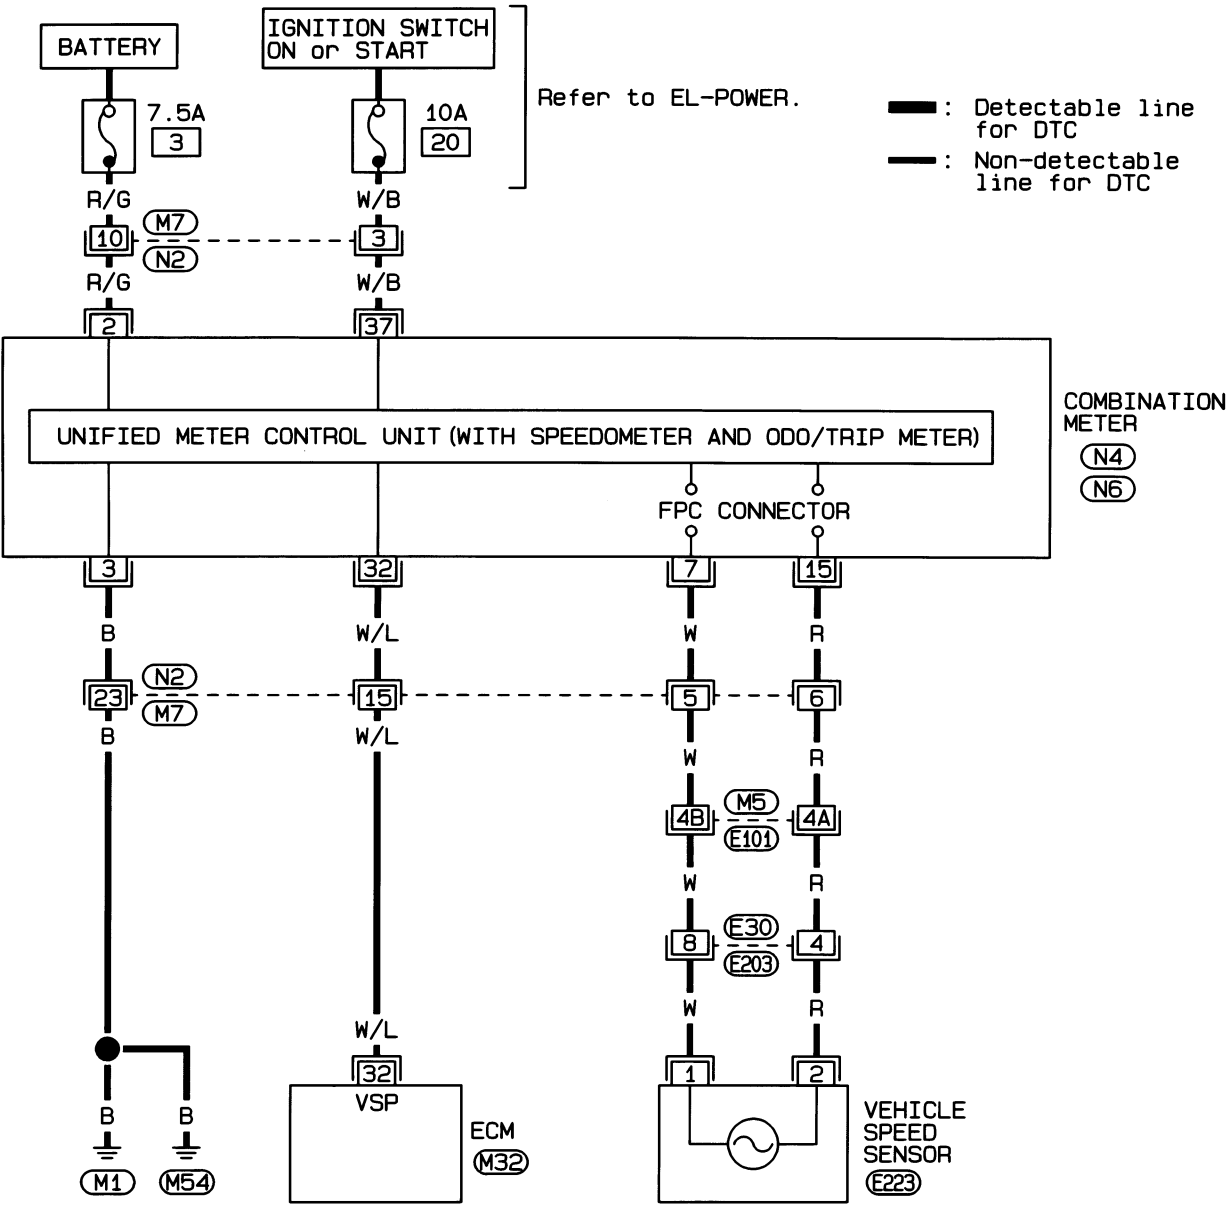 BATTERY
IGNITION SWITCH
ON or START
7.5A
3
10A
20
Refer to EL-POWER.
: Detectable line
for DTC
: Non-detectable
line for DTC
R/G
W/B
10
M7
N2
3
R/G
W/B
2
37
UNIFIED METER CONTROL UNIT (WITH SPEEDOMETER AND ODO/TRIP METER)
COMBINATION
METER
N4
N6
FPC CONNECTOR
3
32
7
15
B
W/L
W
R
23
N2
M7
15
5
6
B
W/L
W
R
4B
M5
E101
4A
W
R
8
E30
E203
4
W
R
W/L
32
VSP
ECM
M32
1
2
VEHICLE
SPEED
SENSOR
E223
B
B
M1
M54